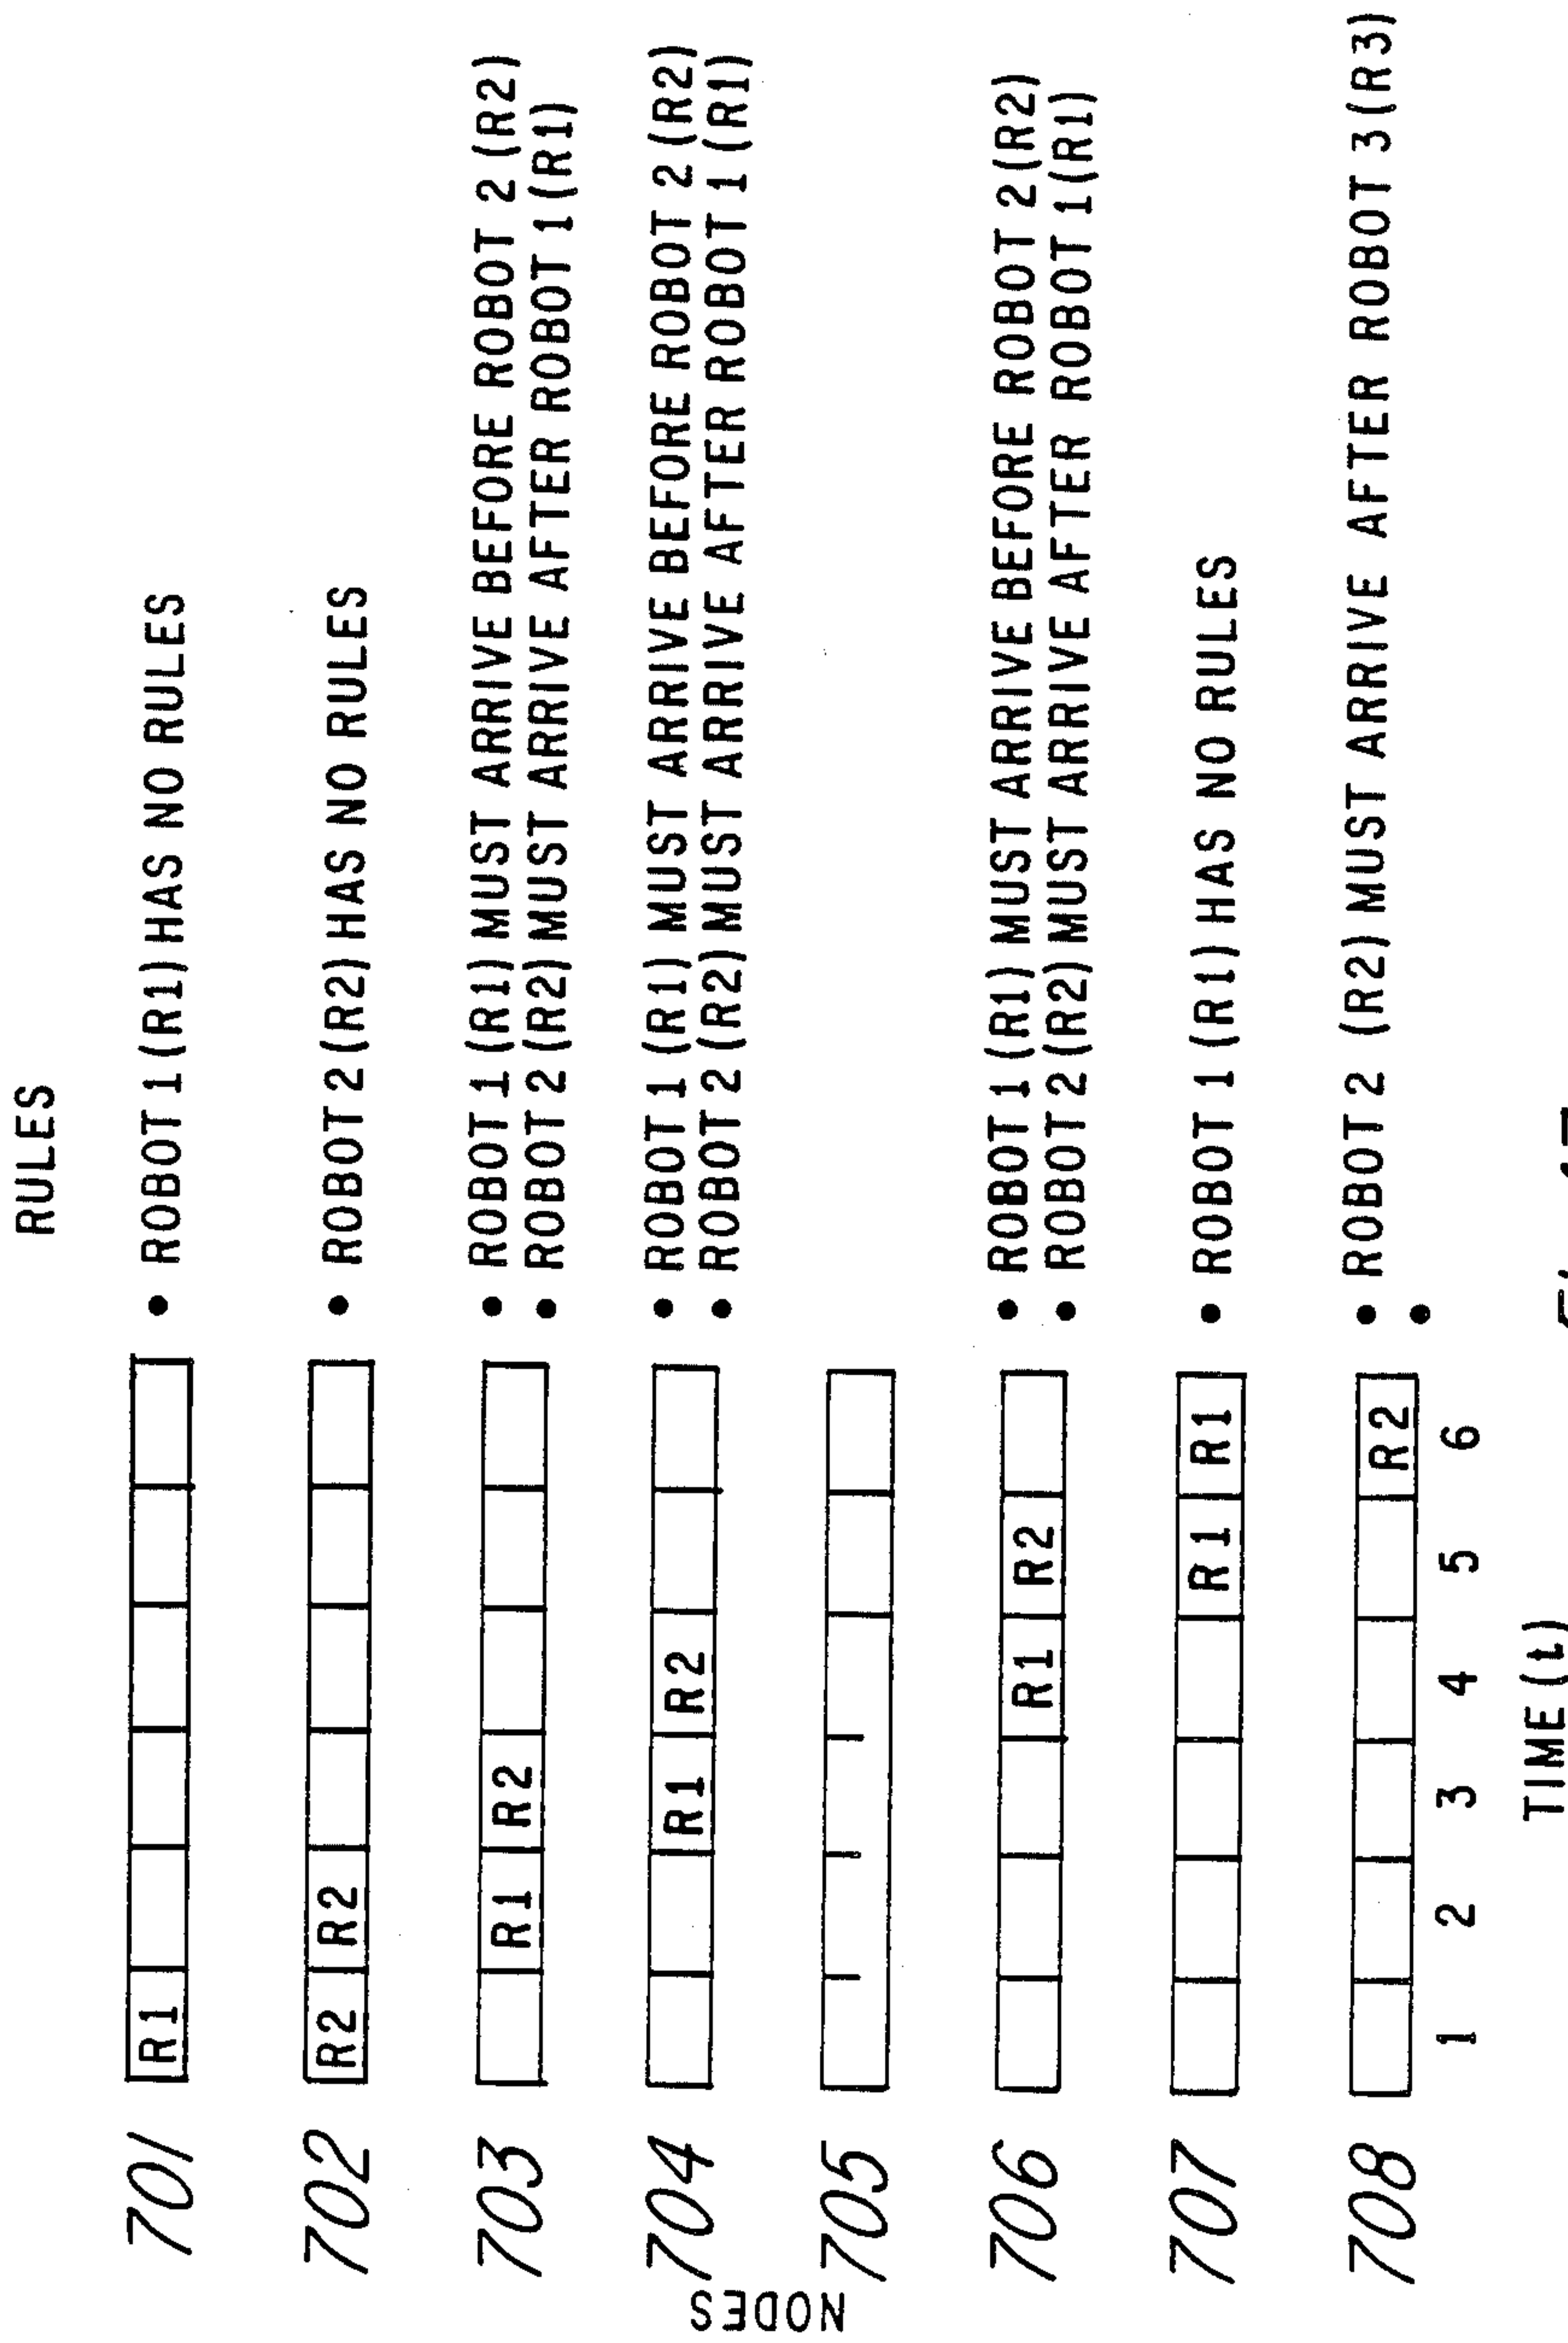 RULES
701
R1
• ROBOT 1 (R1) HAS NO RULES
702
R2 R2
• ROBOT 2 (R2) HAS NO RULES
703
R1 R2
• ROBOT 1 (R1) MUST ARRIVE BEFORE ROBOT 2 (R2)
• ROBOT 2 (R2) MUST ARRIVE AFTER ROBOT 1 (R1)
704
R1 R2
• ROBOT 1 (R1) MUST ARRIVE BEFORE ROBOT 2 (R2)
• ROBOT 2 (R2) MUST ARRIVE AFTER ROBOT 1 (R1)
NODES
705
706
R1 R2
• ROBOT 1 (R1) MUST ARRIVE BEFORE ROBOT 2 (R2)
• ROBOT 2 (R2) MUST ARRIVE AFTER ROBOT 1 (R1)
707
R1 R1
• ROBOT 1 (R1) HAS NO RULES
708
R2
• ROBOT 2 (R2) MUST ARRIVE AFTER ROBOT 3 (R3)
•
1 2 3 4 5 6
TIME (t)